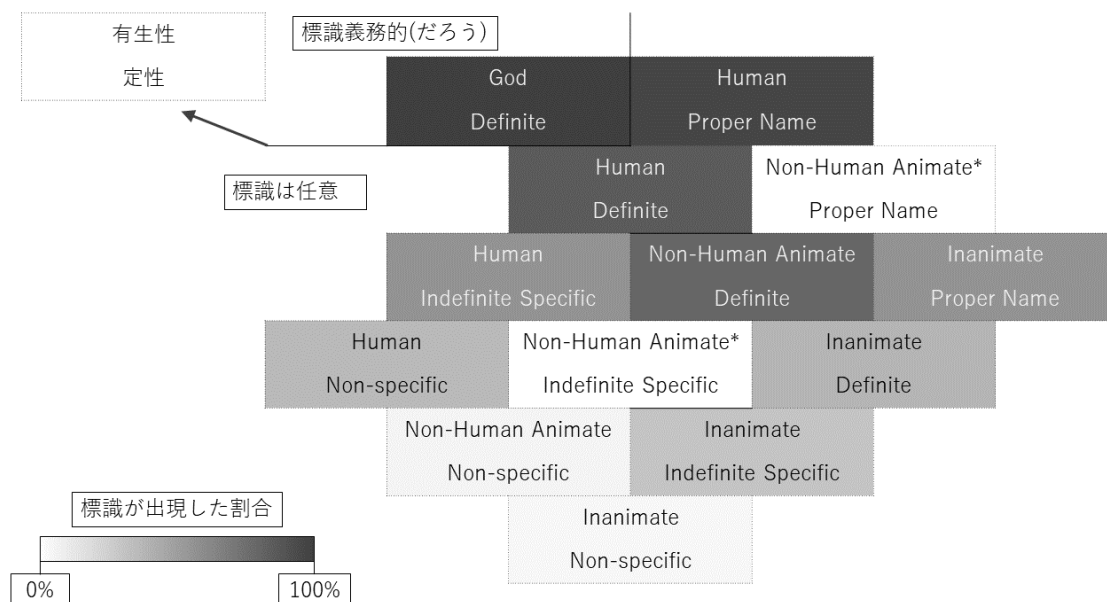 有生性
定性
標識義務的(だろう)
God
Definite
Human
Proper Name
標識は任意
Human
Definite
Non-Human Animate*
Proper Name
Human
Indefinite Specific
Non-Human Animate
Definite
Inanimate
Proper Name
Human
Non-specific
Non-Human Animate*
Indefinite Specific
Inanimate
Definite
Non-Human Animate
Non-specific
Inanimate
Indefinite Specific
Inanimate
Non-specific
標識が出現した割合
0%
100%